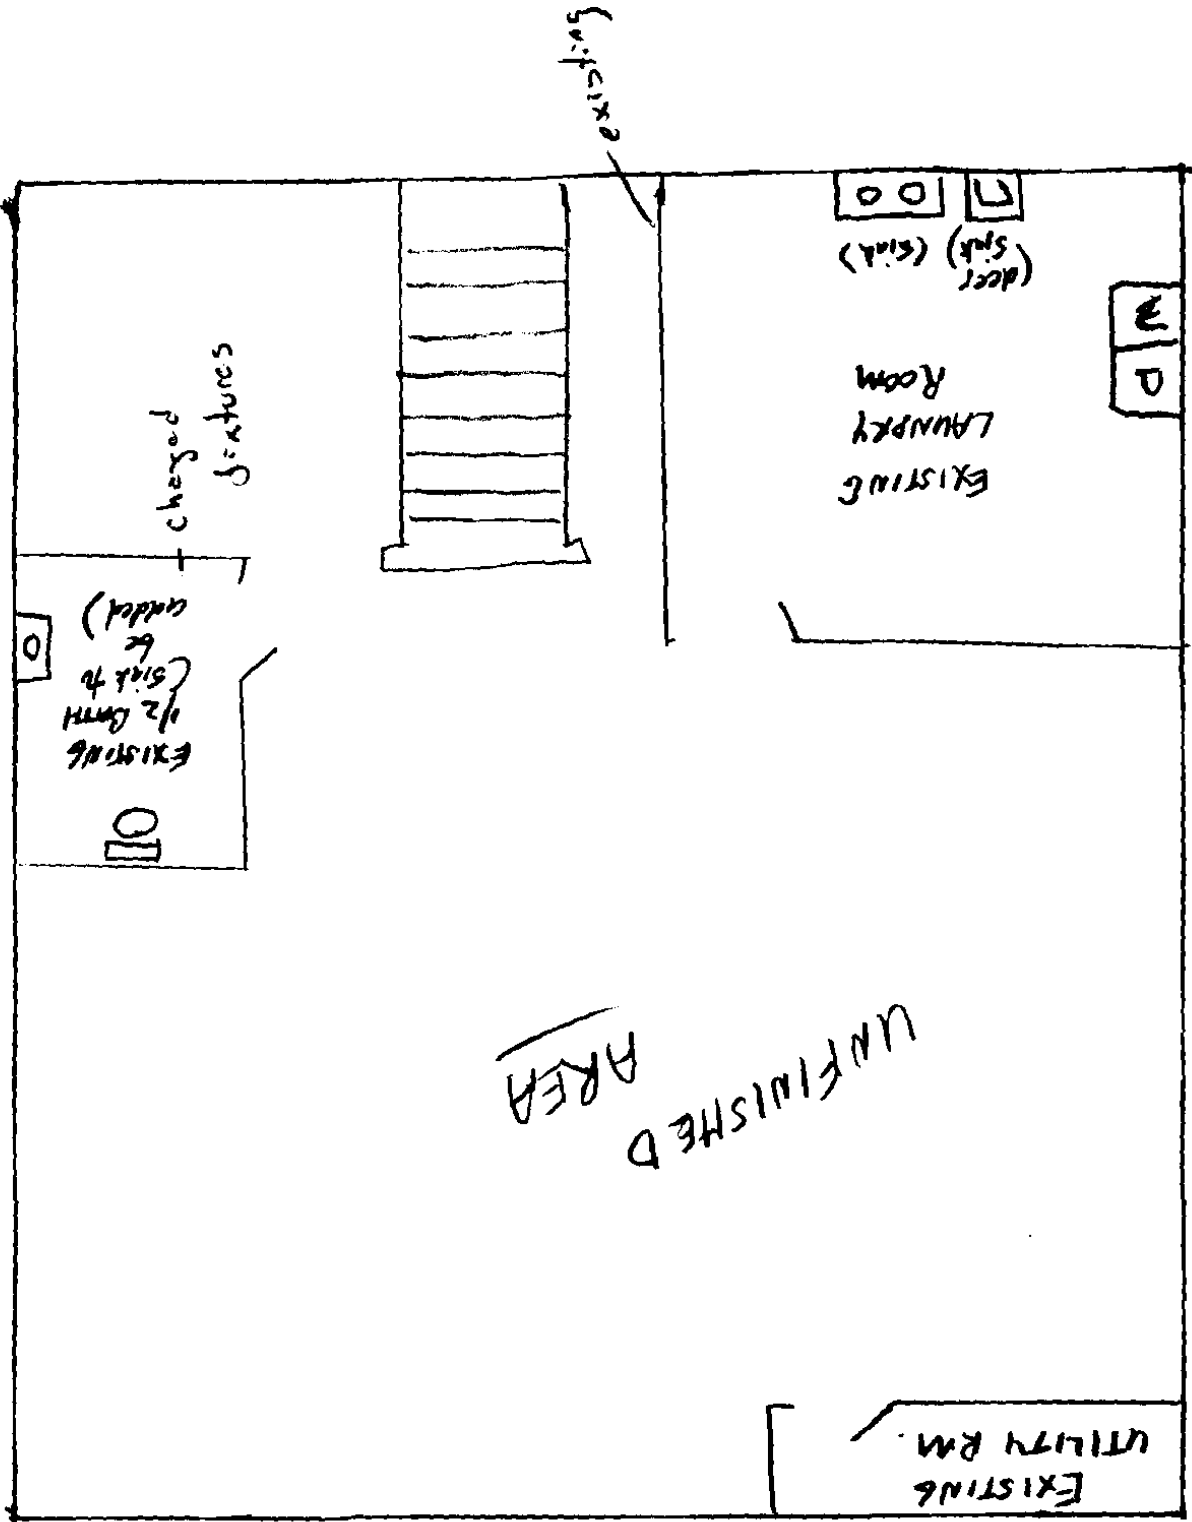 existing
changed
fixtures
(sink)
(deep
sink)
W
D
EXISTING
LAUNDRY
ROOM
EXISTING
1/2 BATH
(sink to
be
added)
UNFINISHED
AREA
EXISTING
UTILITY RM.